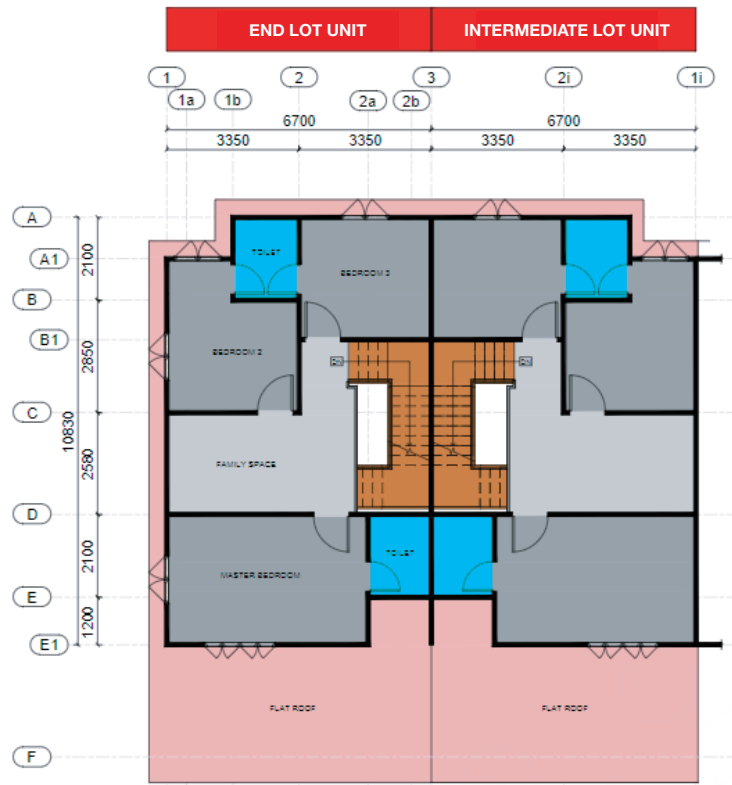 END LOT UNIT INTERMEDIATE LOT UNIT
1 2 3 2i 1i
1a 1b 2a 2b
6700 6700
3350 3350 3350 3350
A
A1
B
B1
C
D
E
E1
F
2100
2850
2580
2100
1200
10830
TOILET
BEDROOM 3
BEDROOM 2
DN DN
FAMILY SPACE
TOILET
MASTER BEDROOM
FLAT ROOF FLAT ROOF